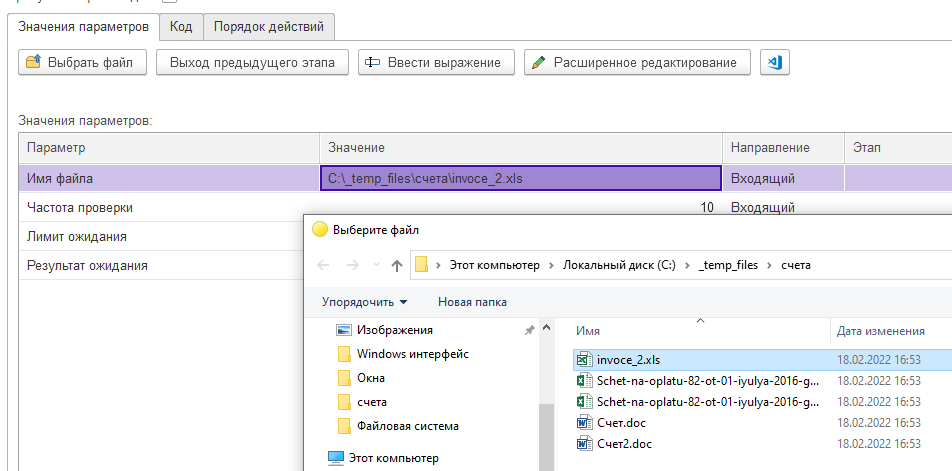 Значения параметров Код Порядок действий
Выбрать файл Выход предыдущего этапа Ввести выражение Расширенное редактирование
Значения параметров:
Параметр Значение Направление Этап
Имя файла C:\_temp_files\счета\invoce_2.xls Входящий
Частота проверки 10 Входящий
Лимит ожидания
Результат ожидания
Выберите файл
Этот компьютер Локальный диск (C:) _temp_files счета
Упорядочить Новая папка
Изображения
Windows интерфейс
Окна
счета
Файловая система
Этот компьютер
Имя Дата изменения
invoce_2.xls 18.02.2022 16:53
Schet-na-oplatu-82-ot-01-iyulya-2016-g... 18.02.2022 16:53
Schet-na-oplatu-82-ot-01-iyulya-2016-g... 18.02.2022 16:53
Счет.doc 18.02.2022 16:53
Счет2.doc 18.02.2022 16:53